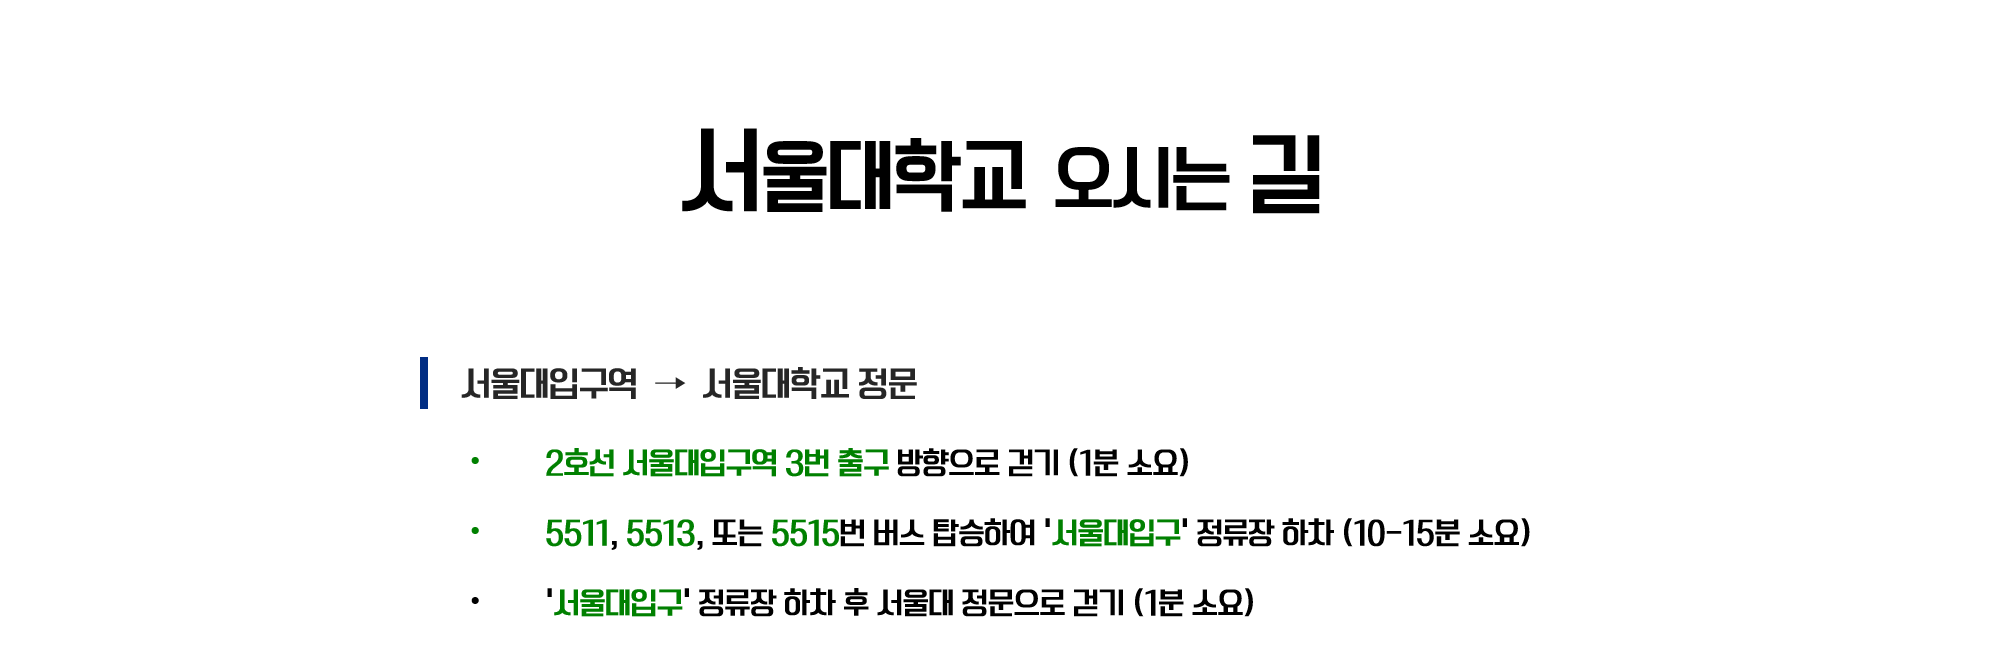 서울대학교 오시는 길
서울대입구역 → 서울대학교 정문
• 2호선 서울대입구역 3번 출구 방향으로 걷기 (1분 소요)
• 5511, 5513, 또는 5515번 버스 탑승하여 '서울대입구' 정류장 하차 (10-15분 소요)
• '서울대입구' 정류장 하차 후 서울대 정문으로 걷기 (1분 소요)